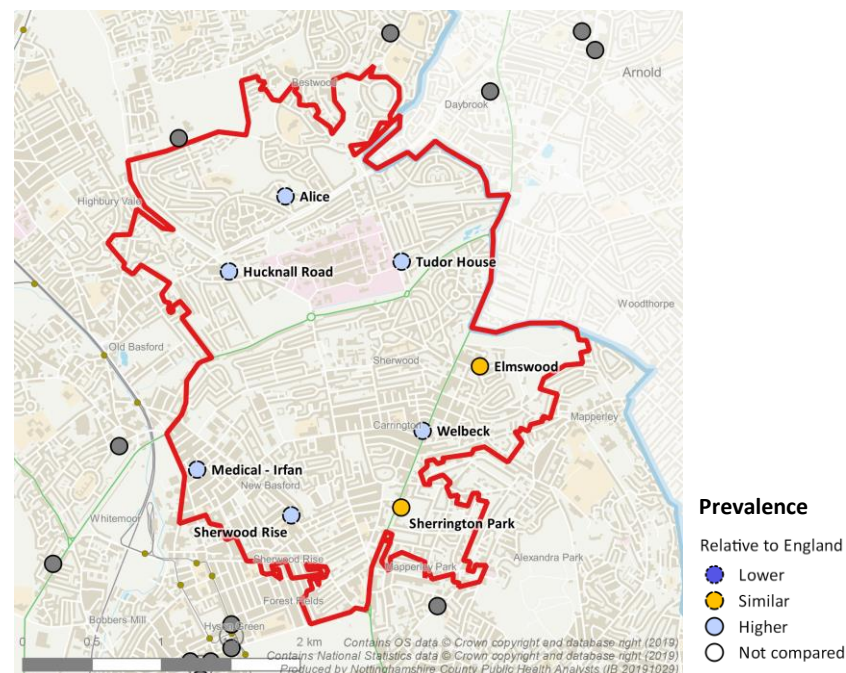 Bestwood
Arnold
Daybrook
Alice
Highbury Vale
Tudor House
Hucknall Road
Woodthorpe
Old Basford
Sherwood
Elmswood
Mapperley
Carrington
Welbeck
Medical - Irfan
New Basford
Sherrington Park
Whitemoor
Sherwood Rise
Sherwood Rise
Mapperley Park
Alexandra Park
Forest Fields
Bobbers Mill
Hyson Green
0 0.5 1 2 km
Contains OS data © Crown copyright and database right (2019)
Contains National Statistics data © Crown copyright and database right (2019)
Produced by Nottinghamshire County Public Health Analysts (IB 20191029)
Prevalence
Relative to England
Lower
Similar
Higher
Not compared